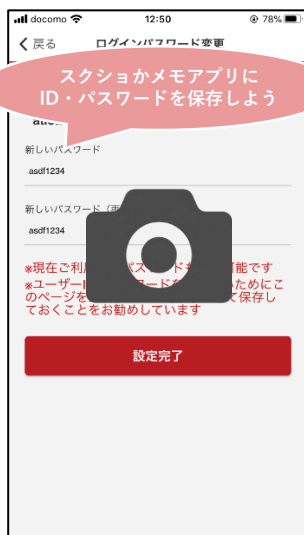 docomo 12:50 78%
戻る ログインパスワード変更
スクショかメモアプリに
ID・パスワードを保存しよう
新しいパスワード
asdf1234
新しいパスワード（再
asdf1234
※現在ご利 パス ードも 可能です
※ユーザーI ードを ためにこ
のページを て保存し
ておくことをお勧めしています
設定完了